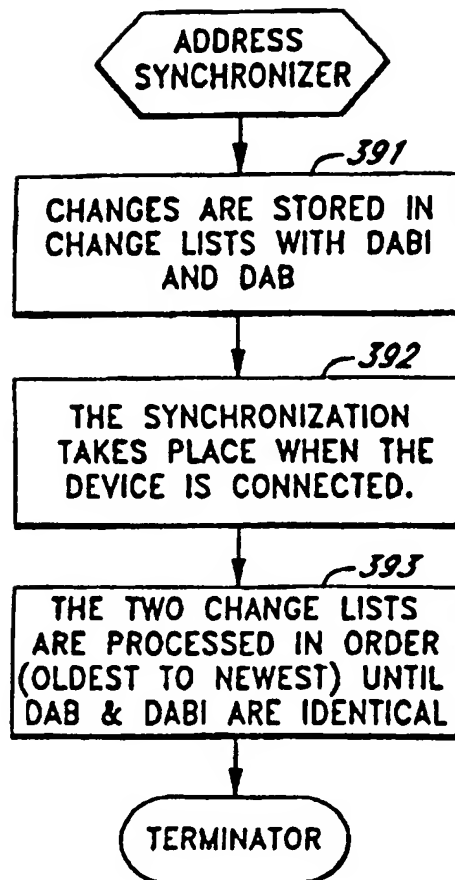 ADDRESS
SYNCHRONIZER
391
CHANGES ARE STORED IN
CHANGE LISTS WITH DABI
AND DAB
392
THE SYNCHRONIZATION
TAKES PLACE WHEN THE
DEVICE IS CONNECTED.
393
THE TWO CHANGE LISTS
ARE PROCESSED IN ORDER
(OLDEST TO NEWEST) UNTIL
DAB & DABI ARE IDENTICAL
TERMINATOR